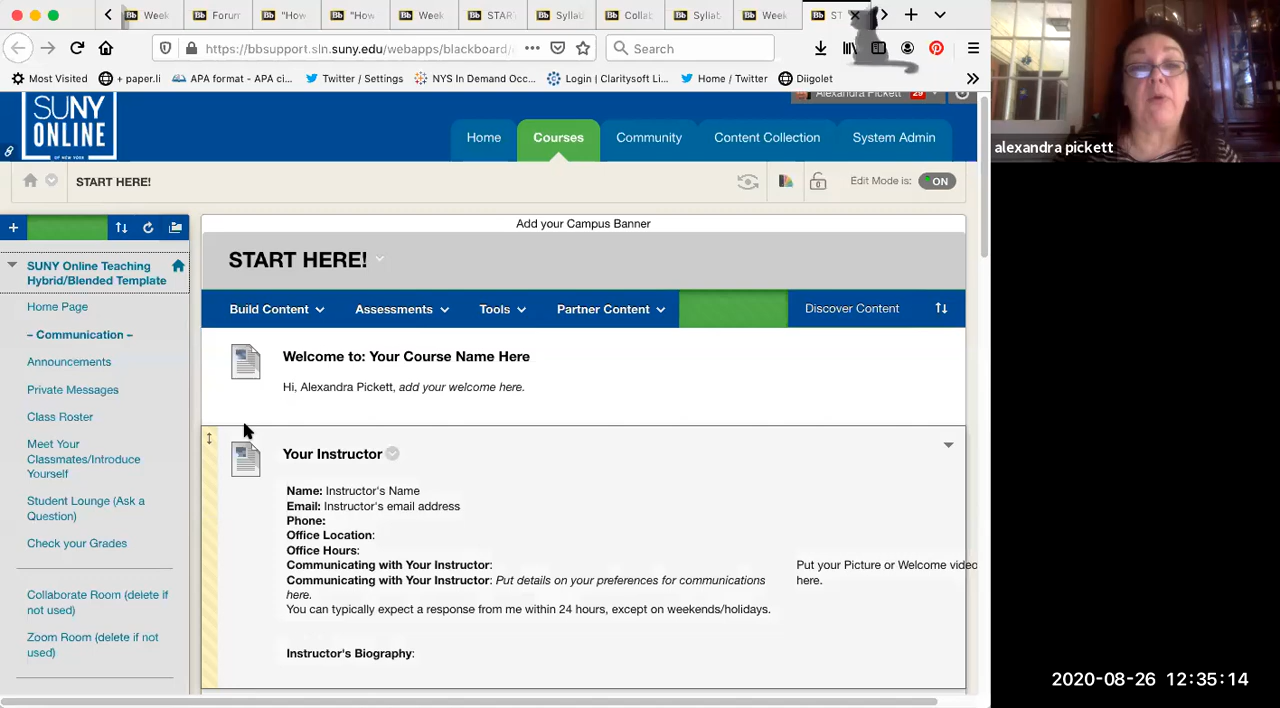 Week
Forum
"How
"How
Week
STAR
Syllab
Collab
Syllab
Week
ST
https://bbsupport.sln.suny.edu/webapps/blackboard/
Search
Most Visited
+ paper.li
APA format - APA ci...
Twitter / Settings
NYS In Demand Occ...
Login | Claritysoft Li...
Home / Twitter
Diigolet
SUNY
ONLINE
OF NEW YORK
Alexandra Pickett 29
Home
Courses
Community
Content Collection
System Admin
alexandra pickett
START HERE!
Edit Mode is: ON
Add your Campus Banner
START HERE!
SUNY Online Teaching
Hybrid/Blended Template
Home Page
– Communication –
Announcements
Private Messages
Class Roster
Meet Your
Classmates/Introduce
Yourself
Student Lounge (Ask a
Question)
Check your Grades
Collaborate Room (delete if
not used)
Zoom Room (delete if not
used)
Build Content
Assessments
Tools
Partner Content
Discover Content
Welcome to: Your Course Name Here
Hi, Alexandra Pickett, add your welcome here.
Your Instructor
Name: Instructor's Name
Email: Instructor's email address
Phone:
Office Location:
Office Hours:
Communicating with Your Instructor:
Communicating with Your Instructor: Put details on your preferences for communications
here.
You can typically expect a response from me within 24 hours, except on weekends/holidays.
Put your Picture or Welcome video
here.
Instructor's Biography:
2020-08-26 12:35:14